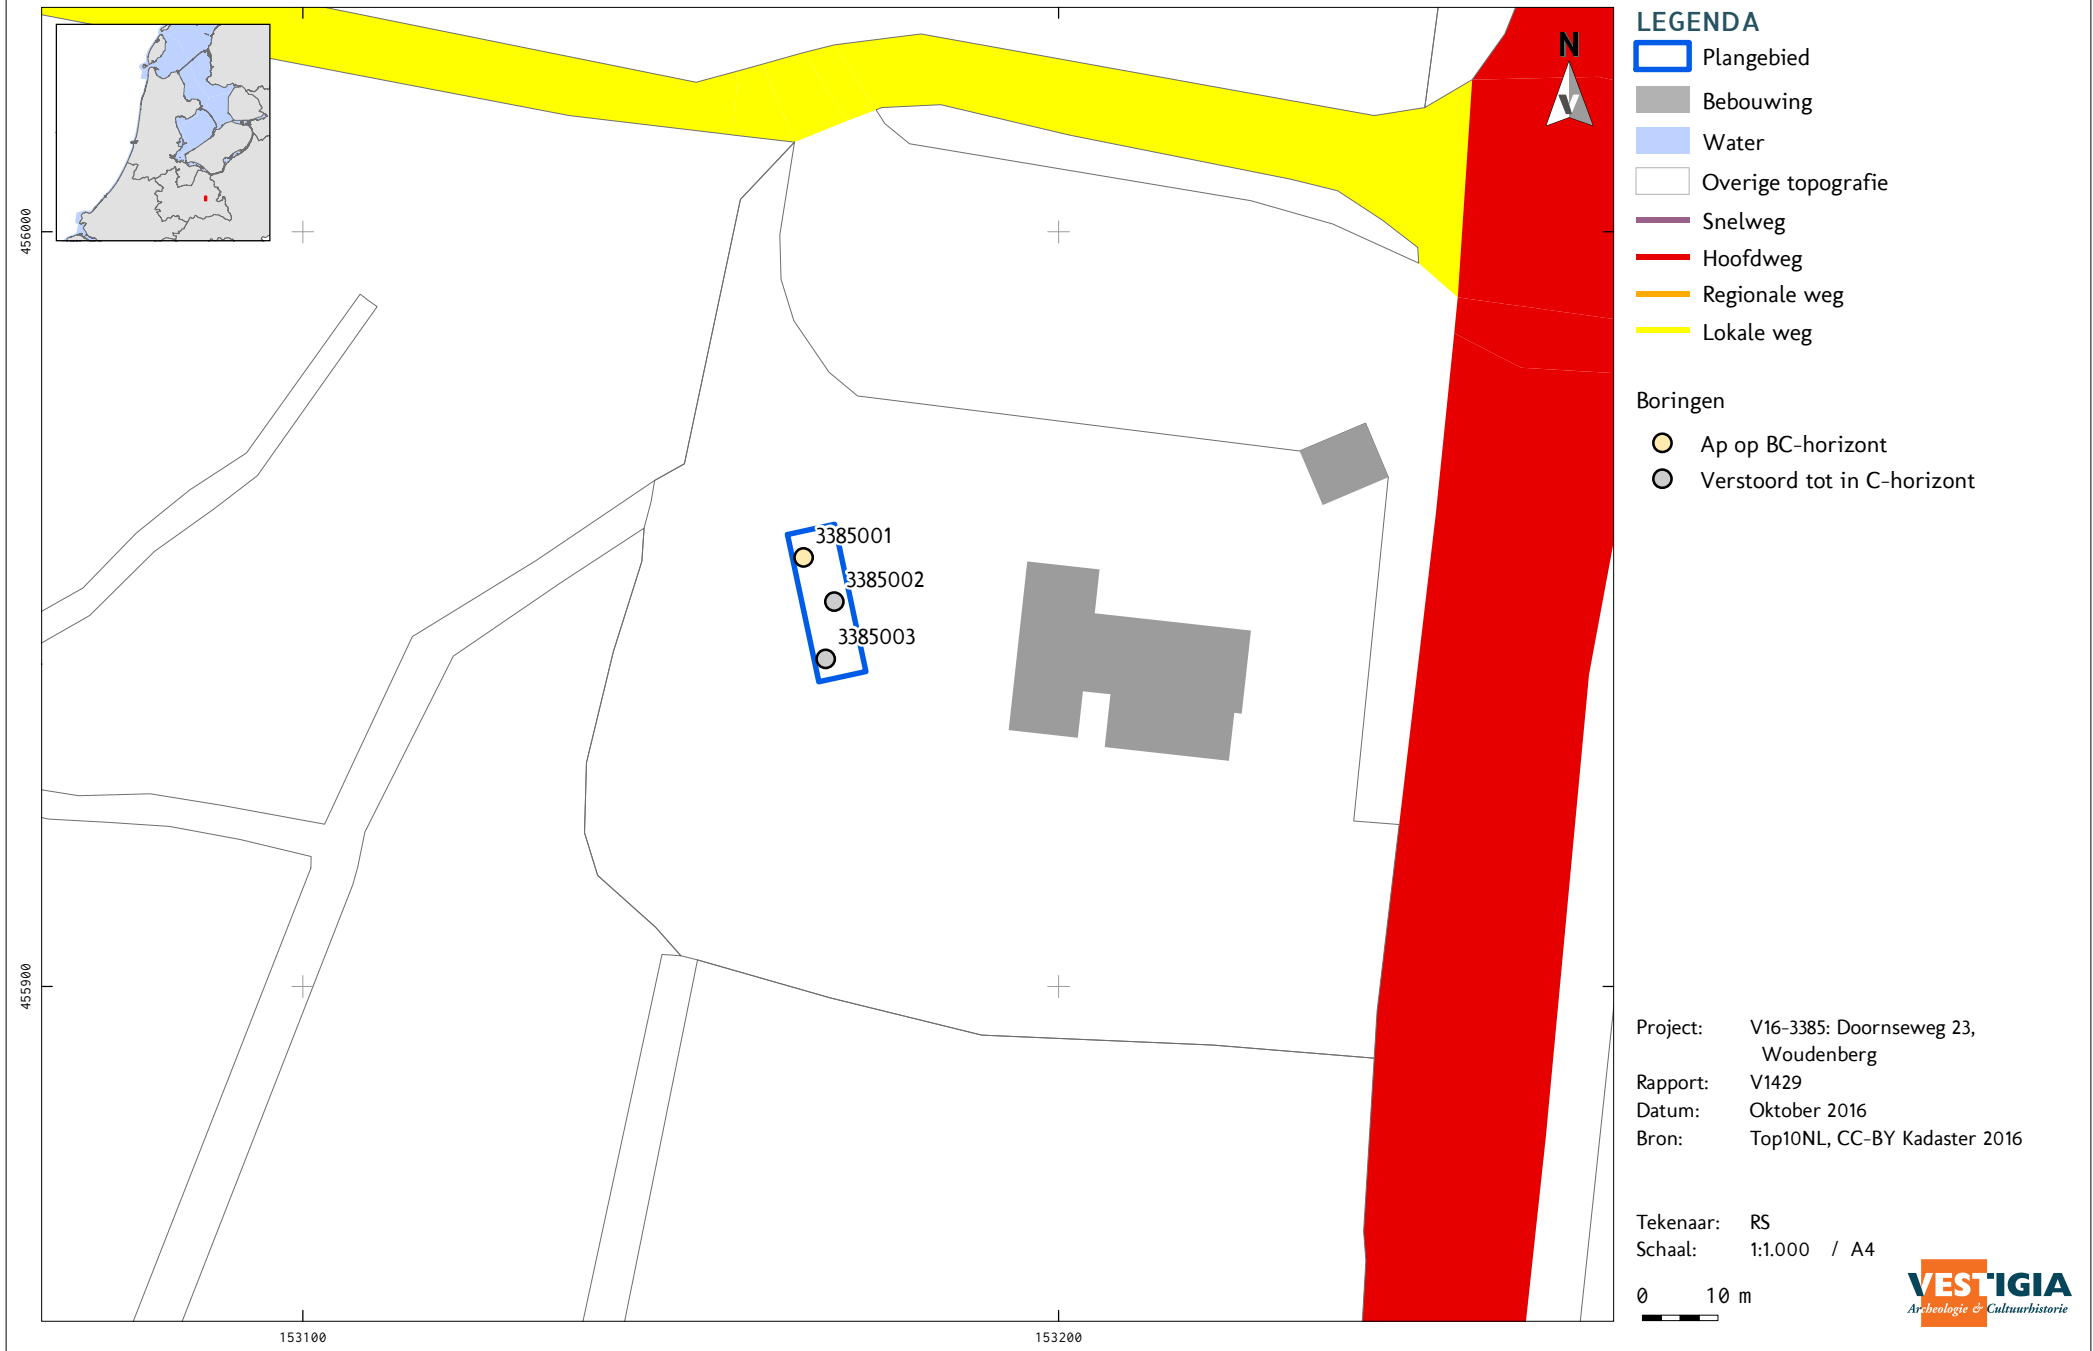 LEGENDA
Plangebied
Bebouwing
Water
Overige topografie
Snelweg
Hoofdweg
Regionale weg
Lokale weg
Boringen
Ap op BC-horizont
Verstoord tot in C-horizont
N
V
456000
455900
153100
153200
3385001
3385002
3385003
Project: V16-3385: Doornseweg 23,
Woudenberg
Rapport: V1429
Datum: Oktober 2016
Bron: Top10NL, CC-BY Kadaster 2016
Tekenaar: RS
Schaal: 1:1.000 / A4
0 10 m
VESTIGIA
Archeologie & Cultuurhistorie